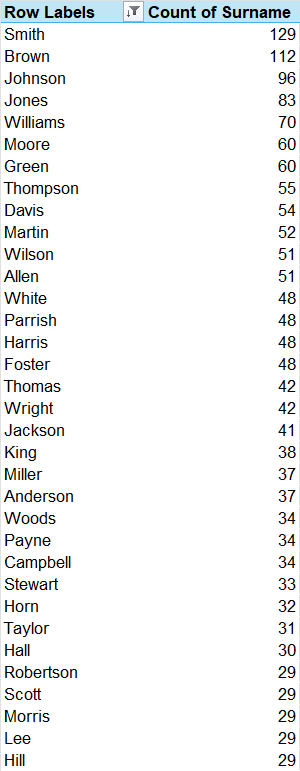 Row Labels Count of Surname
Smith 129
Brown 112
Johnson 96
Jones 83
Williams 70
Moore 60
Green 60
Thompson 55
Davis 54
Martin 52
Wilson 51
Allen 51
White 48
Parrish 48
Harris 48
Foster 48
Thomas 42
Wright 42
Jackson 41
King 38
Miller 37
Anderson 37
Woods 34
Payne 34
Campbell 34
Stewart 33
Horn 32
Taylor 31
Hall 30
Robertson 29
Scott 29
Morris 29
Lee 29
Hill 29